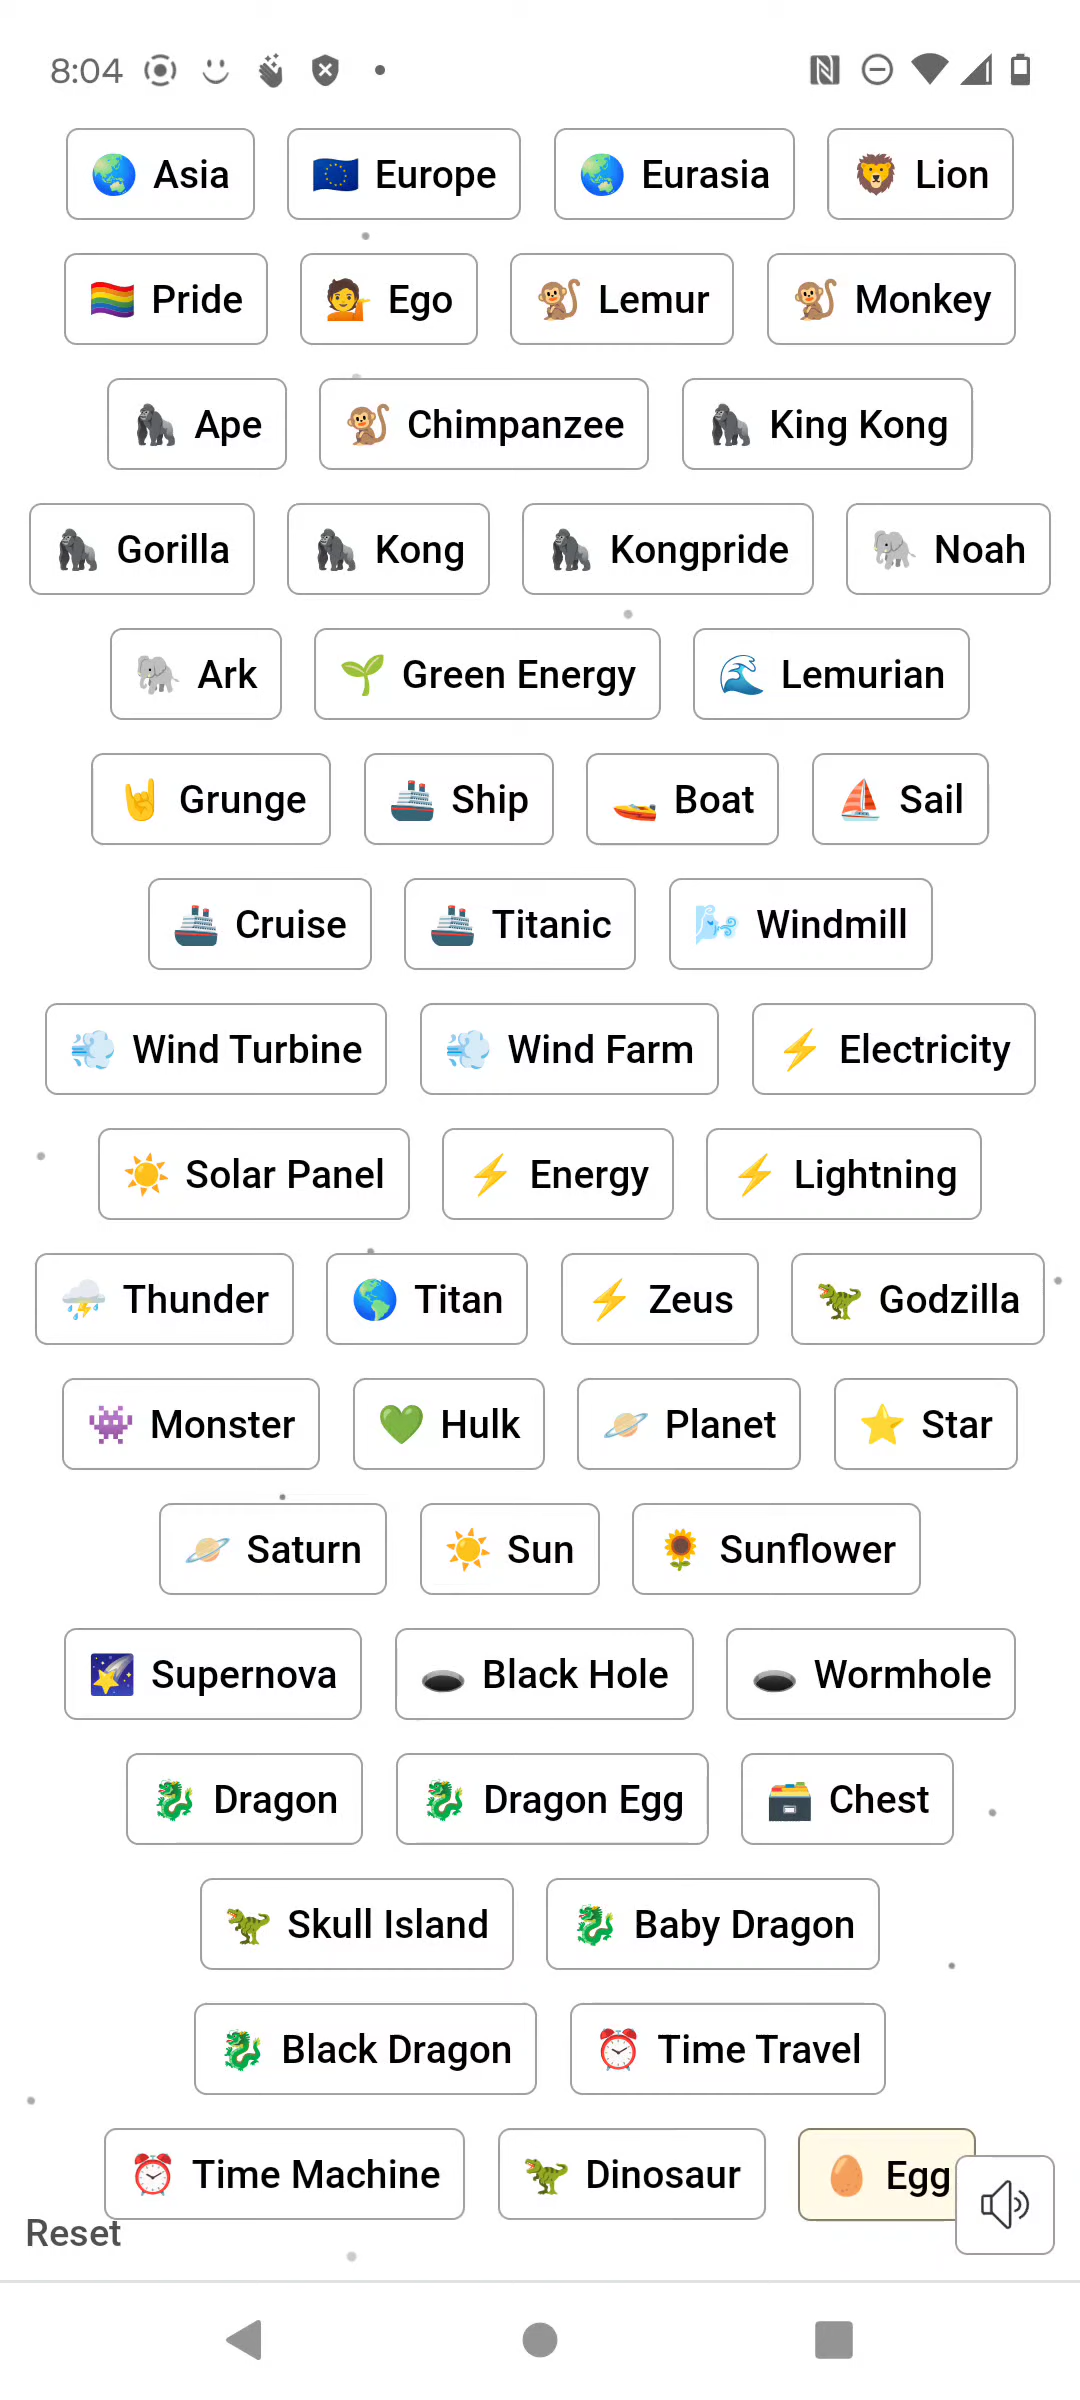 8:04
Asia Europe Eurasia Lion
Pride Ego Lemur Monkey
Ape Chimpanzee King Kong
Gorilla Kong Kongpride Noah
Ark Green Energy Lemurian
Grunge Ship Boat Sail
Cruise Titanic Windmill
Wind Turbine Wind Farm Electricity
Solar Panel Energy Lightning
Thunder Titan Zeus Godzilla
Monster Hulk Planet Star
Saturn Sun Sunflower
Supernova Black Hole Wormhole
Dragon Dragon Egg Chest
Skull Island Baby Dragon
Black Dragon Time Travel
Time Machine Dinosaur Egg
Reset